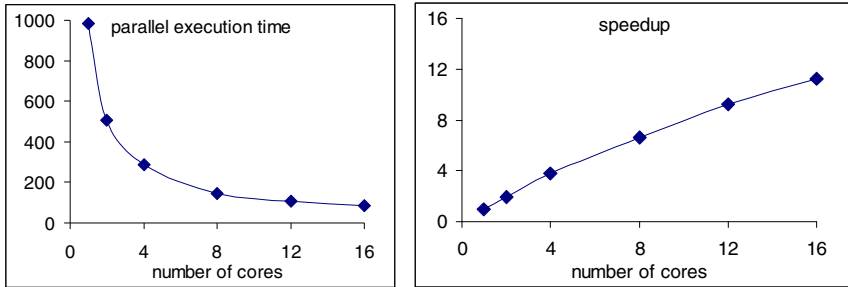 parallel execution time
1000
800
600
400
200
0
0 4 8 12 16
number of cores
speedup
16
12
8
4
0
0 4 8 12 16
number of cores